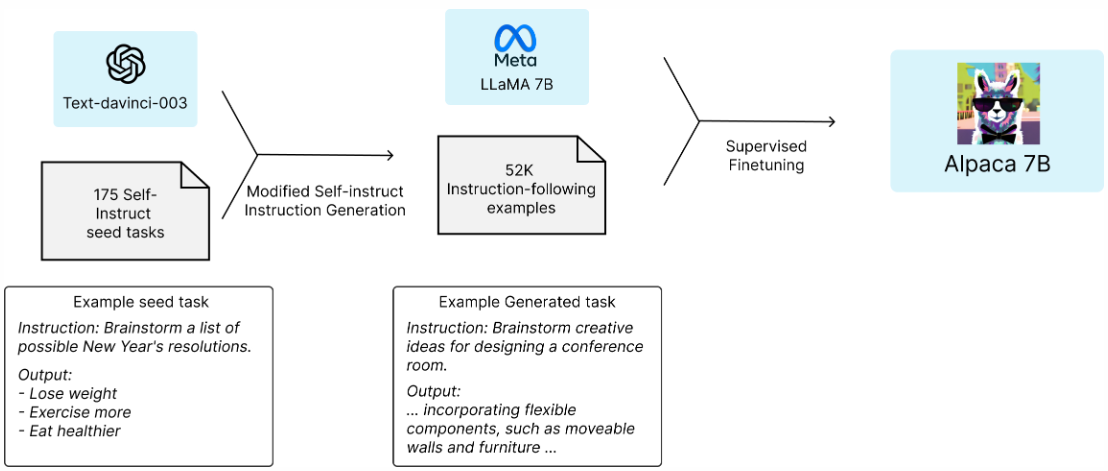 Text-davinci-003
175 Self-
Instruct
seed tasks
Modified Self-instruct
Instruction Generation
Meta
LLaMA 7B
52K
Instruction-following
examples
Supervised
Finetuning
Alpaca 7B
Example seed task
Instruction: Brainstorm a list of
possible New Year's resolutions.
Output:
- Lose weight
- Exercise more
- Eat healthier
Example Generated task
Instruction: Brainstorm creative
ideas for designing a conference
room.
Output:
... incorporating flexible
components, such as moveable
walls and furniture ...